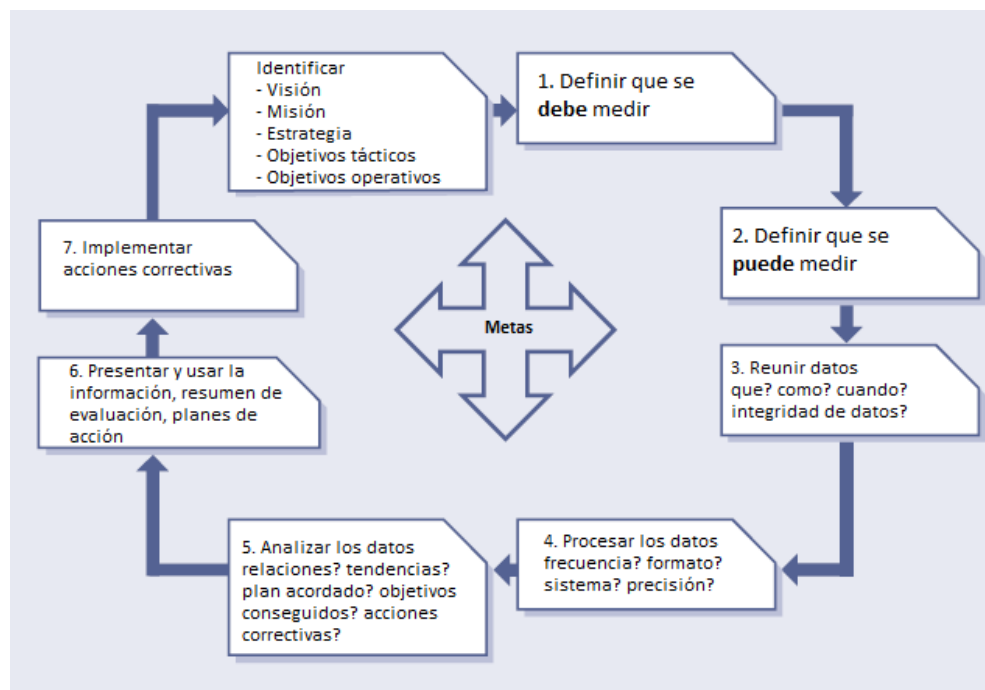 Identificar
- Visión
- Misión
- Estrategia
- Objetivos tácticos
- Objetivos operativos
1. Definir que se
debe medir
2. Definir que se
puede medir
3. Reunir datos
que? como? cuando?
integridad de datos?
4. Procesar los datos
frecuencia? formato?
sistema? precisión?
5. Analizar los datos
relaciones? tendencias?
plan acordado? objetivos
conseguidos? acciones
correctivas?
6. Presentar y usar la
información, resumen de
evaluación, planes de
acción
7. Implementar
acciones correctivas
Metas